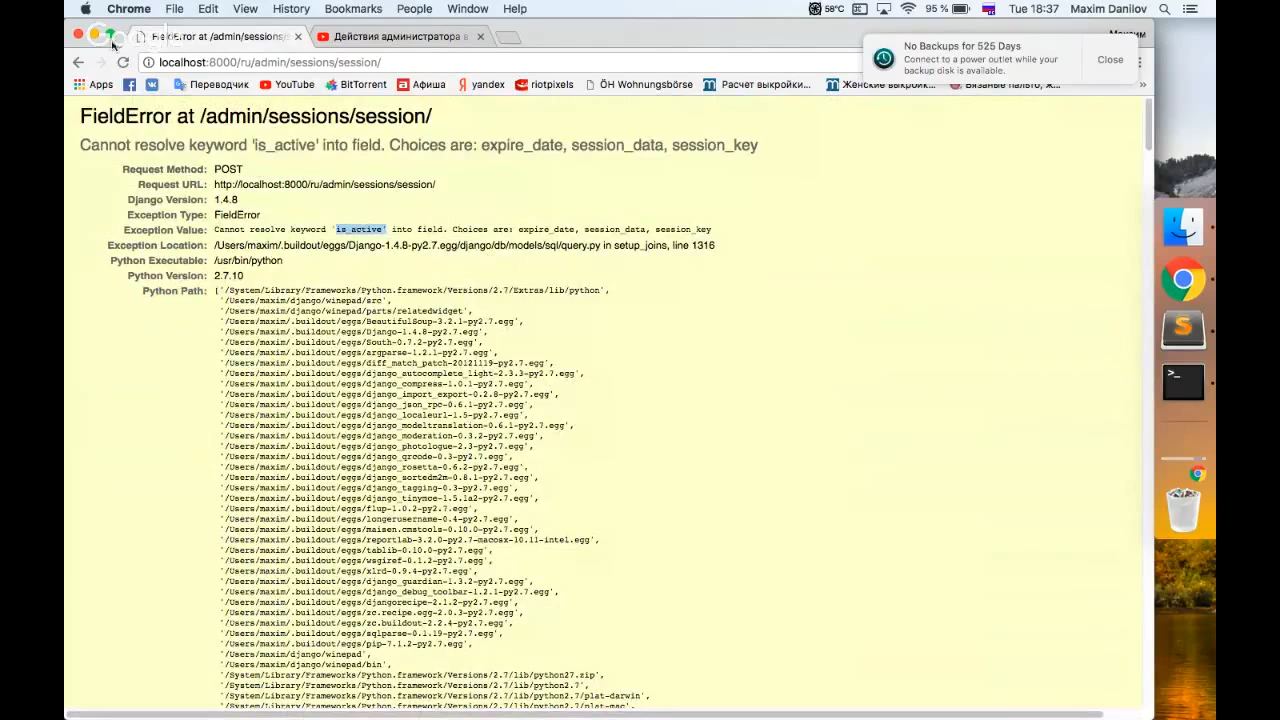 Chrome File Edit View History Bookmarks People Window Help 58°C 95 % Tue 18:37 Maxim Danilov
FieldError at /admin/sessions/ Действия администратора в Максим
Google
localhost:8000/ru/admin/sessions/session/
No Backups for 525 Days
Connect to a power outlet while your
backup disk is available.
Close
Apps Переводчик YouTube BitTorrent Афиша yandex riotpixels ÖH Wohnungsbörse Расчет выкройки... Женские выкройк... Вязаные пальто, ж... »
FieldError at /admin/sessions/session/
Cannot resolve keyword 'is_active' into field. Choices are: expire_date, session_data, session_key
Request Method: POST
Request URL: http://localhost:8000/ru/admin/sessions/session/
Django Version: 1.4.8
Exception Type: FieldError
Exception Value: Cannot resolve keyword 'is_active' into field. Choices are: expire_date, session_data, session_key
Exception Location: /Users/maxim/.buildout/eggs/Django-1.4.8-py2.7.egg/django/db/models/sql/query.py in setup_joins, line 1316
Python Executable: /usr/bin/python
Python Version: 2.7.10
Python Path: ['/System/Library/Frameworks/Python.framework/Versions/2.7/Extras/lib/python',
'/Users/maxim/django/winepad/src',
'/Users/maxim/django/winepad/parts/relatedwidget',
'/Users/maxim/.buildout/eggs/BeautifulSoup-3.2.1-py2.7.egg',
'/Users/maxim/.buildout/eggs/Django-1.4.8-py2.7.egg',
'/Users/maxim/.buildout/eggs/South-0.7.2-py2.7.egg',
'/Users/maxim/.buildout/eggs/argparse-1.2.1-py2.7.egg',
'/Users/maxim/.buildout/eggs/diff_match_patch-20121119-py2.7.egg',
'/Users/maxim/.buildout/eggs/django_autocomplete_light-2.3.3-py2.7.egg',
'/Users/maxim/.buildout/eggs/django_compress-1.0.1-py2.7.egg',
'/Users/maxim/.buildout/eggs/django_import_export-0.2.8-py2.7.egg',
'/Users/maxim/.buildout/eggs/django_json_rpc-0.6.1-py2.7.egg',
'/Users/maxim/.buildout/eggs/django_localeurl-1.5-py2.7.egg',
'/Users/maxim/.buildout/eggs/django_modeltranslation-0.6.1-py2.7.egg',
'/Users/maxim/.buildout/eggs/django_moderation-0.3.2-py2.7.egg',
'/Users/maxim/.buildout/eggs/django_photologue-2.3-py2.7.egg',
'/Users/maxim/.buildout/eggs/django_qrcode-0.3-py2.7.egg',
'/Users/maxim/.buildout/eggs/django_rosetta-0.6.2-py2.7.egg',
'/Users/maxim/.buildout/eggs/django_sortedm2m-0.8.1-py2.7.egg',
'/Users/maxim/.buildout/eggs/django_tagging-0.3-py2.7.egg',
'/Users/maxim/.buildout/eggs/django_tinymce-1.5.1a2-py2.7.egg',
'/Users/maxim/.buildout/eggs/flup-1.0.2-py2.7.egg',
'/Users/maxim/.buildout/eggs/longerusername-0.4-py2.7.egg',
'/Users/maxim/.buildout/eggs/maisen.cmstools-0.10.0-py2.7.egg',
'/Users/maxim/.buildout/eggs/reportlab-3.2.0-py2.7-macosx-10.11-intel.egg',
'/Users/maxim/.buildout/eggs/tablib-0.10.0-py2.7.egg',
'/Users/maxim/.buildout/eggs/wsgiref-0.1.2-py2.7.egg',
'/Users/maxim/.buildout/eggs/xlrd-0.9.4-py2.7.egg',
'/Users/maxim/.buildout/eggs/django_guardian-1.3.2-py2.7.egg',
'/Users/maxim/.buildout/eggs/django_debug_toolbar-1.2.1-py2.7.egg',
'/Users/maxim/.buildout/eggs/djangorecipe-2.1.2-py2.7.egg',
'/Users/maxim/.buildout/eggs/zc.recipe.egg-2.0.3-py2.7.egg',
'/Users/maxim/.buildout/eggs/zc.buildout-2.2.4-py2.7.egg',
'/Users/maxim/.buildout/eggs/sqlparse-0.1.19-py2.7.egg',
'/Users/maxim/.buildout/eggs/pip-7.1.2-py2.7.egg',
'/Users/maxim/django/winepad',
'/Users/maxim/django/winepad/bin',
'/System/Library/Frameworks/Python.framework/Versions/2.7/lib/python27.zip',
'/System/Library/Frameworks/Python.framework/Versions/2.7/lib/python2.7',
'/System/Library/Frameworks/Python.framework/Versions/2.7/lib/python2.7/plat-darwin',
'/System/Library/Frameworks/Python.framework/Versions/2.7/lib/python2.7/plat-mac',